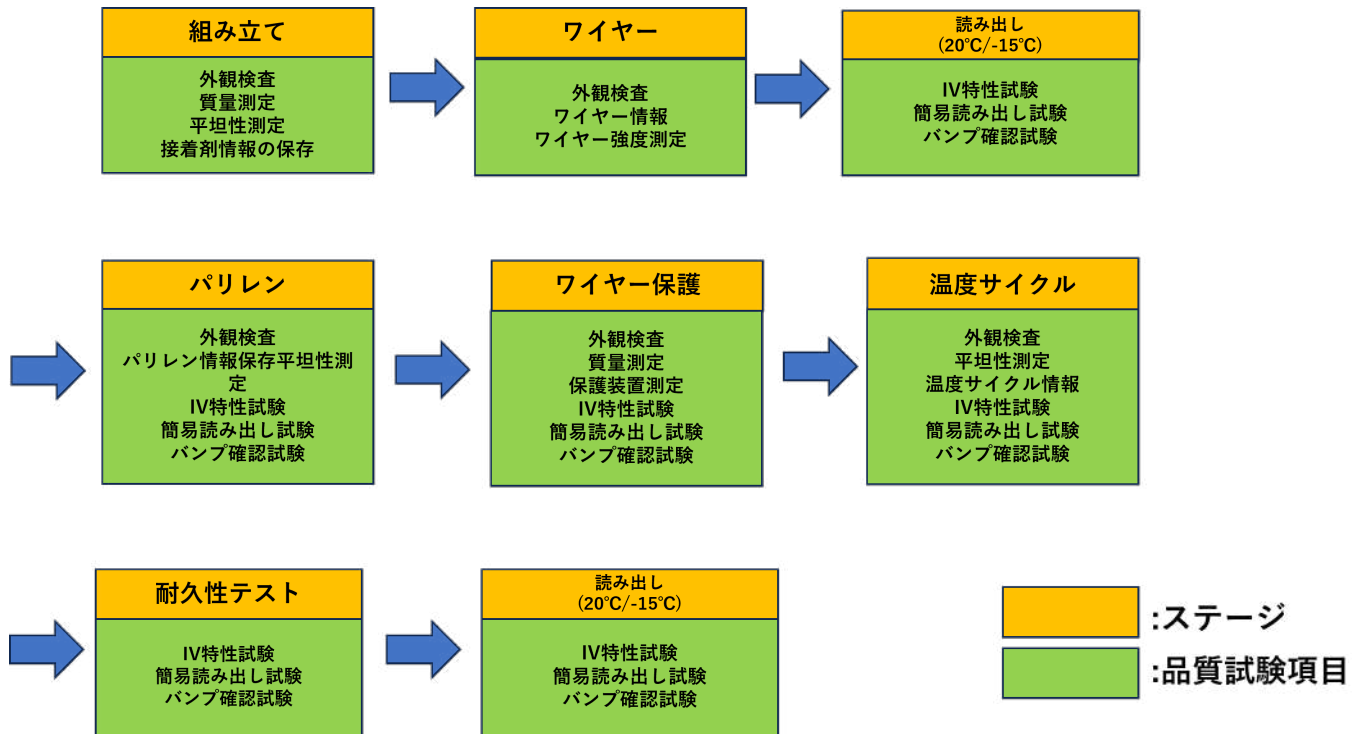 組み立て
外観検査
質量測定
平坦性測定
接着剤情報の保存
ワイヤー
外観検査
ワイヤー情報
ワイヤー強度測定
読み出し
(20℃/-15℃)
IV特性試験
簡易読み出し試験
バンプ確認試験
パリレン
外観検査
パリレン情報保存平坦性測
定
IV特性試験
簡易読み出し試験
バンプ確認試験
ワイヤー保護
外観検査
質量測定
保護装置測定
IV特性試験
簡易読み出し試験
バンプ確認試験
温度サイクル
外観検査
平坦性測定
温度サイクル情報
IV特性試験
簡易読み出し試験
バンプ確認試験
耐久性テスト
IV特性試験
簡易読み出し試験
バンプ確認試験
読み出し
(20℃/-15℃)
IV特性試験
簡易読み出し試験
バンプ確認試験
:ステージ
:品質試験項目